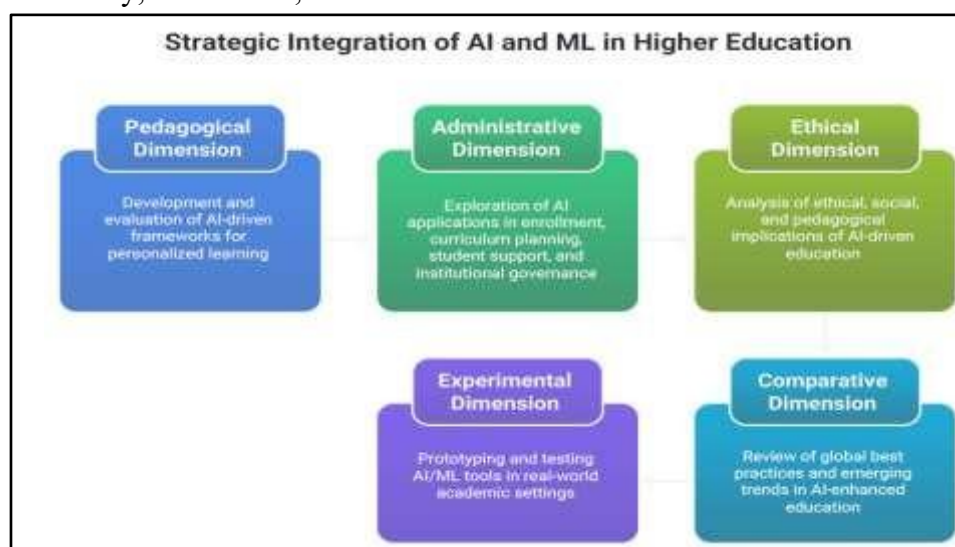 Strategic Integration of AI and ML in Higher Education
Pedagogical
Dimension
Development and
evaluation of AI-driven
frameworks for
personalized learning
Administrative
Dimension
Exploration of AI
applications in enrollment,
curriculum planning,
student support, and
institutional governance
Ethical
Dimension
Analysis of ethical, social,
and pedagogical
implications of AI-driven
education
Experimental
Dimension
Prototyping and testing
AI/ML tools in real-world
academic settings
Comparative
Dimension
Review of global best
practices and emerging
trends in AI-enhanced
education